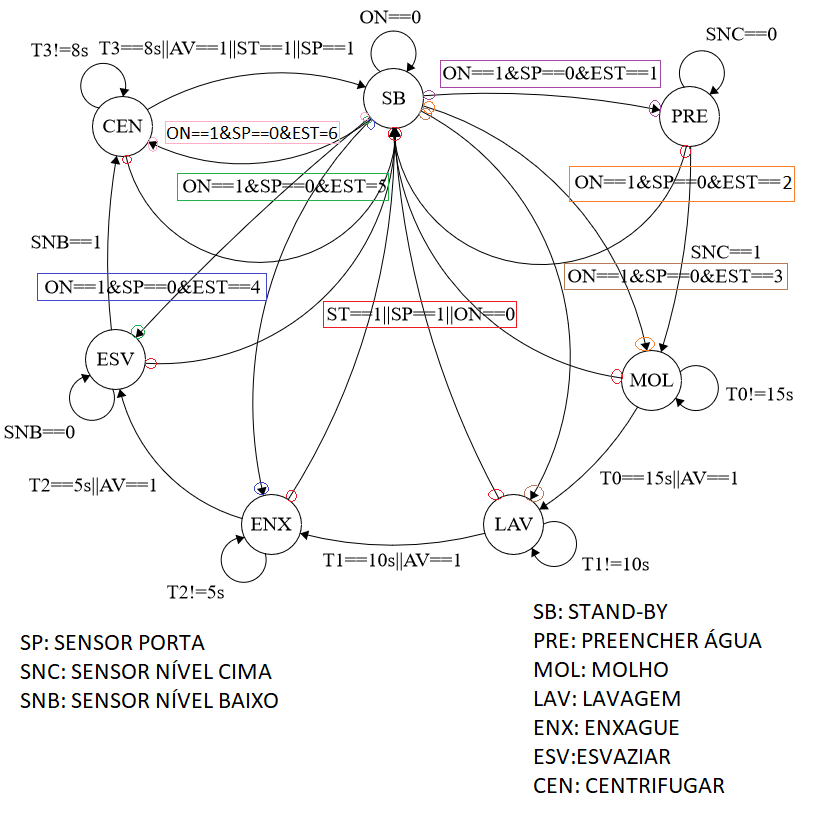 ON==0
SNC==0
T3!=8s
T3==8s||AV==1||ST==1||SP==1
ON==1&SP==0&EST==1
SB
PRE
CEN
ON==1&SP==0&EST=6
ON==1&SP==0&EST=5
ON==1&SP==0&EST==2
SNB==1
SNC==1
ON==1&SP==0&EST==3
ON==1&SP==0&EST==4
ST==1||SP==1||ON==0
ESV
MOL
T0!=15s
SNB==0
T2==5s||AV==1
T0==15s||AV==1
ENX
LAV
T1==10s||AV==1
T1!=10s
T2!=5s
SB: STAND-BY
SP: SENSOR PORTA
PRE: PREENCHER ÁGUA
SNC: SENSOR NÍVEL CIMA
MOL: MOLHO
SNB: SENSOR NÍVEL BAIXO
LAV: LAVAGEM
ENX: ENXAGUE
ESV:ESVAZIAR
CEN: CENTRIFUGAR